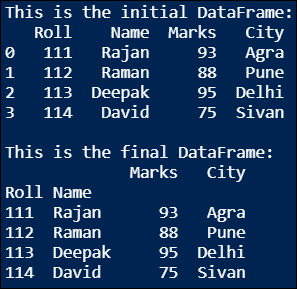 This is the initial DataFrame:
   Roll    Name  Marks   City
0   111   Rajan     93   Agra
1   112   Raman     88   Pune
2   113  Deepak     95  Delhi
3   114   David     75  Sivan

This is the final DataFrame:
             Marks   City
Roll Name
111  Rajan      93   Agra
112  Raman      88   Pune
113  Deepak     95  Delhi
114  David      75  Sivan